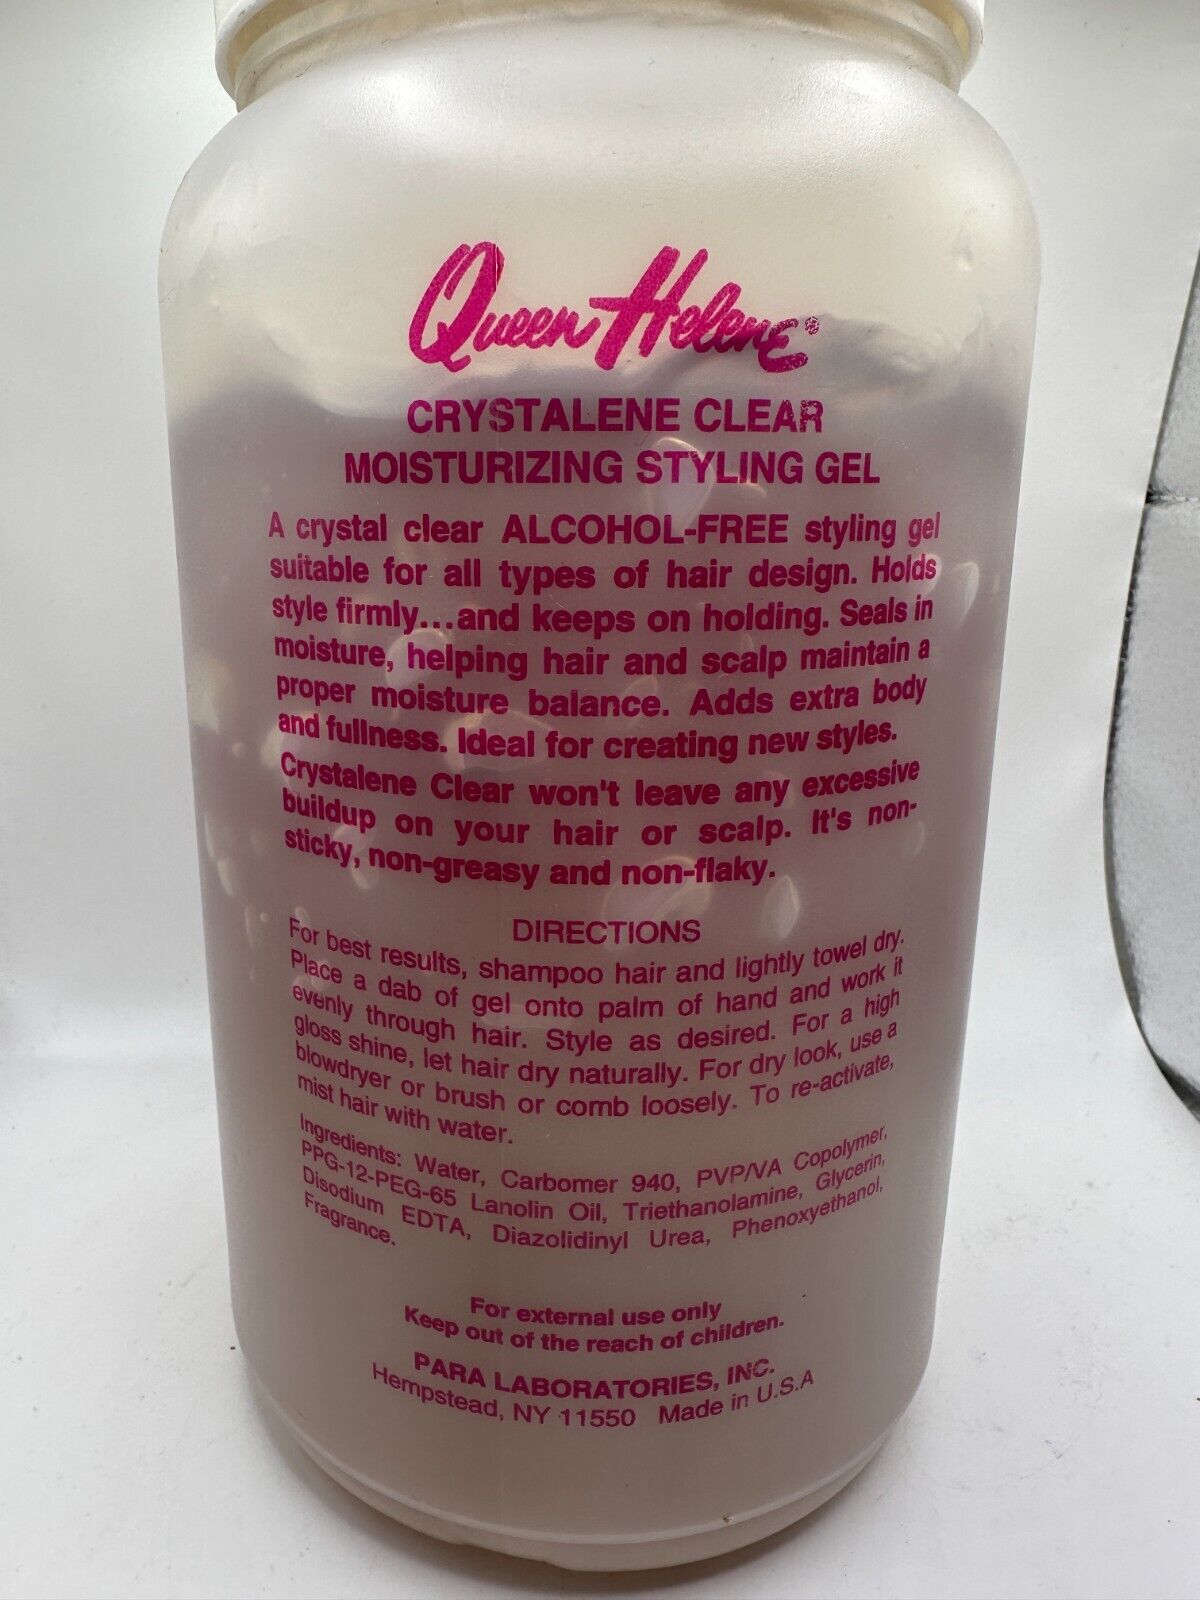 Queen Helene®
CRYSTALENE CLEAR
MOISTURIZING STYLING GEL
A crystal clear ALCOHOL-FREE styling gel
suitable for all types of hair design. Holds
style firmly...and keeps on holding. Seals in
moisture, helping hair and scalp maintain a
proper moisture balance. Adds extra body
and fullness. Ideal for creating new styles.
Crystalene Clear won't leave any excessive
buildup on your hair or scalp. It's non-
sticky, non-greasy and non-flaky.
DIRECTIONS
For best results, shampoo hair and lightly towel dry.
Place a dab of gel onto palm of hand and work it
evenly through hair. Style as desired. For a high
gloss shine, let hair dry naturally. For dry look, use a
blowdryer or brush or comb loosely. To re-activate,
mist hair with water.
Ingredients: Water, Carbomer 940, PVP/VA Copolymer,
PPG-12-PEG-65 Lanolin Oil, Triethanolamine, Glycerin,
Disodium EDTA, Diazolidinyl Urea, Phenoxyethanol,
Fragrance.
For external use only
Keep out of the reach of children.
PARA LABORATORIES, INC.
Hempstead, NY 11550 Made in U.S.A